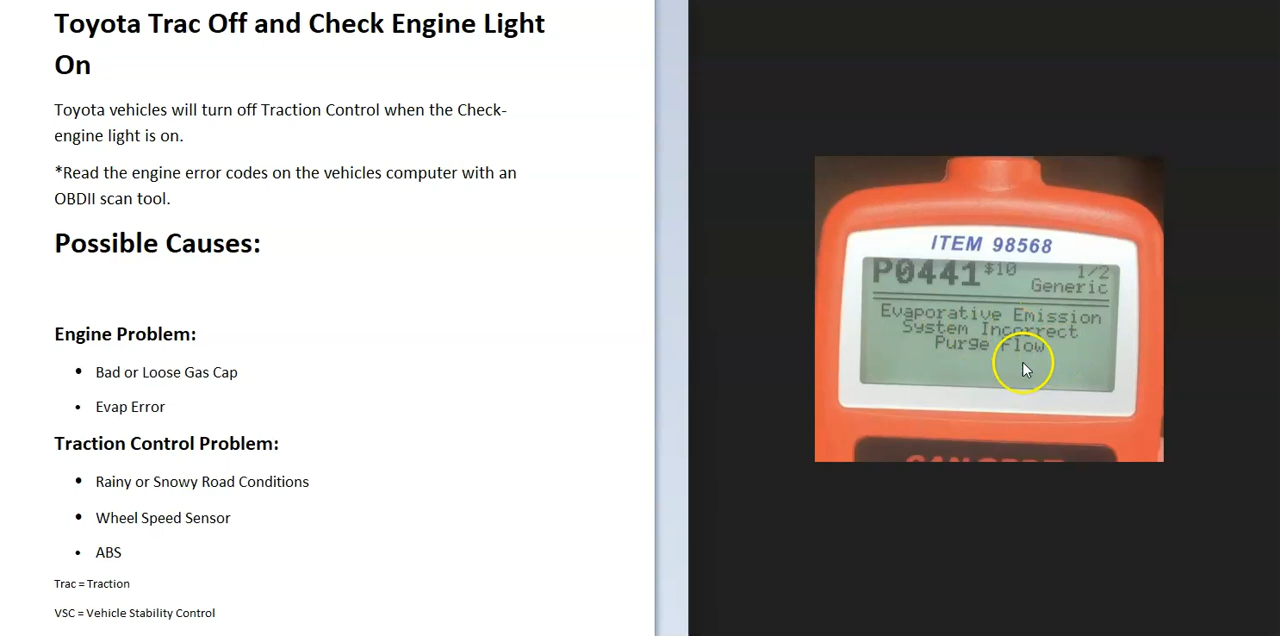 Toyota Trac Off and Check Engine Light
On
Toyota vehicles will turn off Traction Control when the Check-
engine light is on.
*Read the engine error codes on the vehicles computer with an
OBDII scan tool.
Possible Causes:
Engine Problem:
• Bad or Loose Gas Cap
• Evap Error
Traction Control Problem:
• Rainy or Snowy Road Conditions
• Wheel Speed Sensor
• ABS
Trac = Traction
VSC = Vehicle Stability Control
ITEM 98568
P0441 $10 1/2
Generic
Evaporative Emission
System Incorrect
Purge Flow